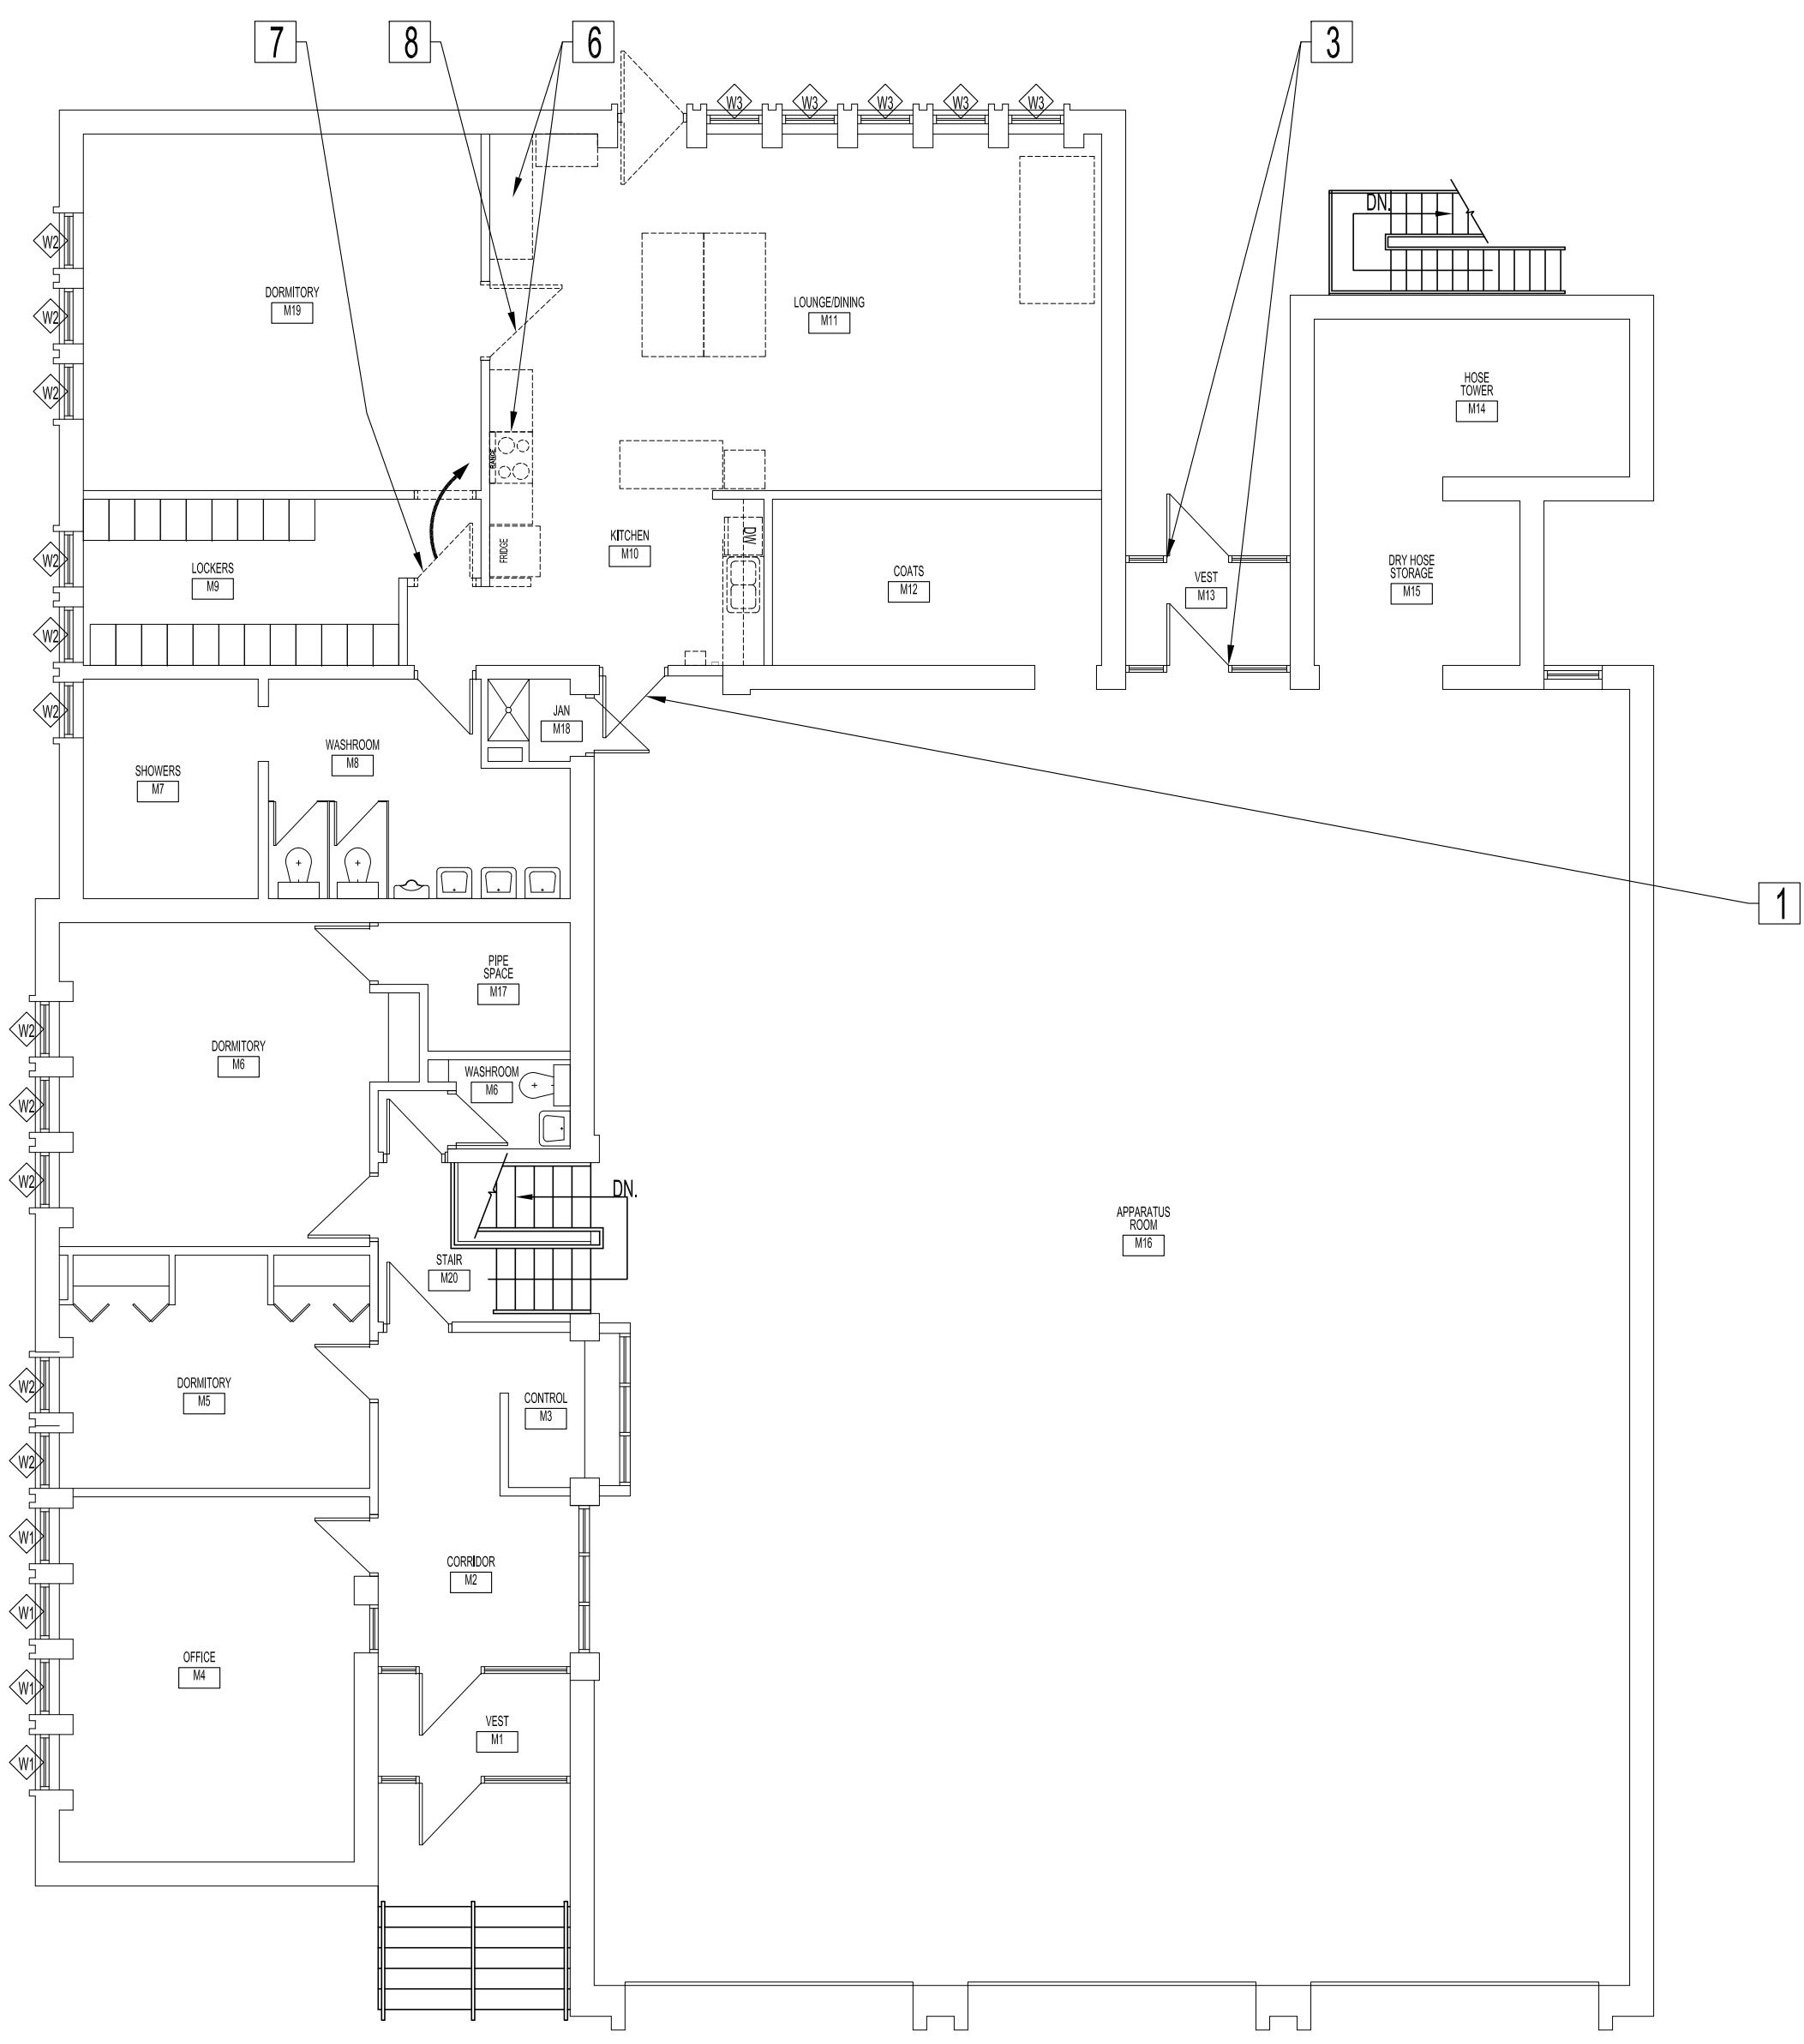 7
8
6
3
W3
W3
W3
W3
W3
DN.
W2
W2
W2
DORMITORY
M19
LOUNGE/DINING
M11
HOSE
TOWER
M14
RANGE
FRIDGE
KITCHEN
M10
DW
LOCKERS
M9
COATS
M12
VEST
M13
DRY HOSE
STORAGE
M15
W2
W2
W2
JAN
M18
WASHROOM
M8
SHOWERS
M7
1
PIPE
SPACE
M17
W2
W2
W2
DORMITORY
M6
WASHROOM
M6
DN.
APPARATUS
ROOM
M16
STAIR
M20
W2
W2
DORMITORY
M5
CONTROL
M3
W1
W1
W1
W1
CORRIDOR
M2
OFFICE
M4
VEST
M1